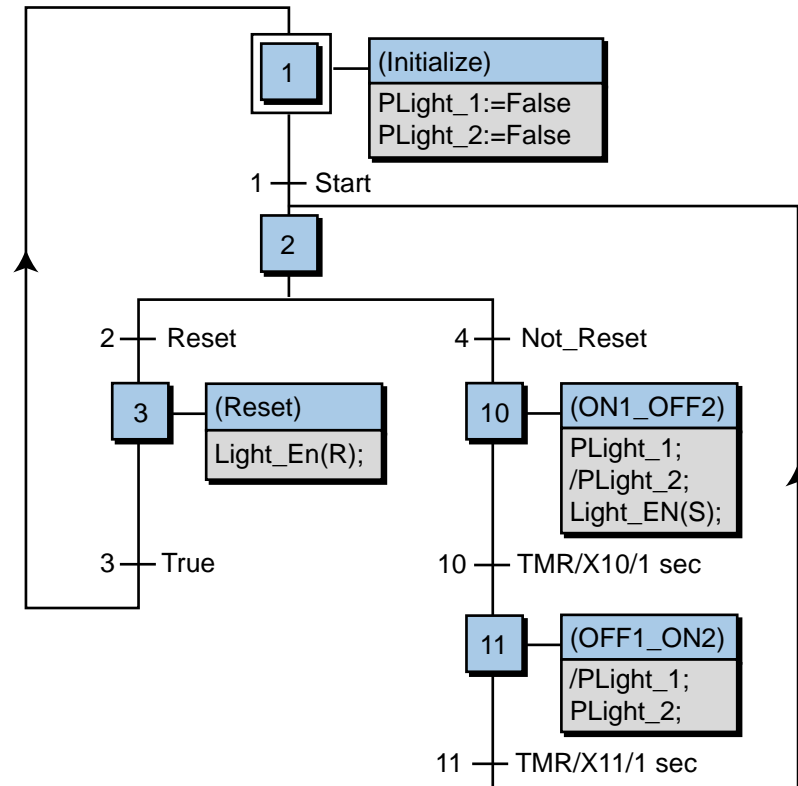 1
(Initialize)
PLight_1:=False
PLight_2:=False
1 Start
2
2 Reset
4 Not_Reset
3
(Reset)
Light_En(R);
10
(ON1_OFF2)
PLight_1;
/PLight_2;
Light_EN(S);
3 True
10 TMR/X10/1 sec
11
(OFF1_ON2)
/PLight_1;
PLight_2;
11 TMR/X11/1 sec